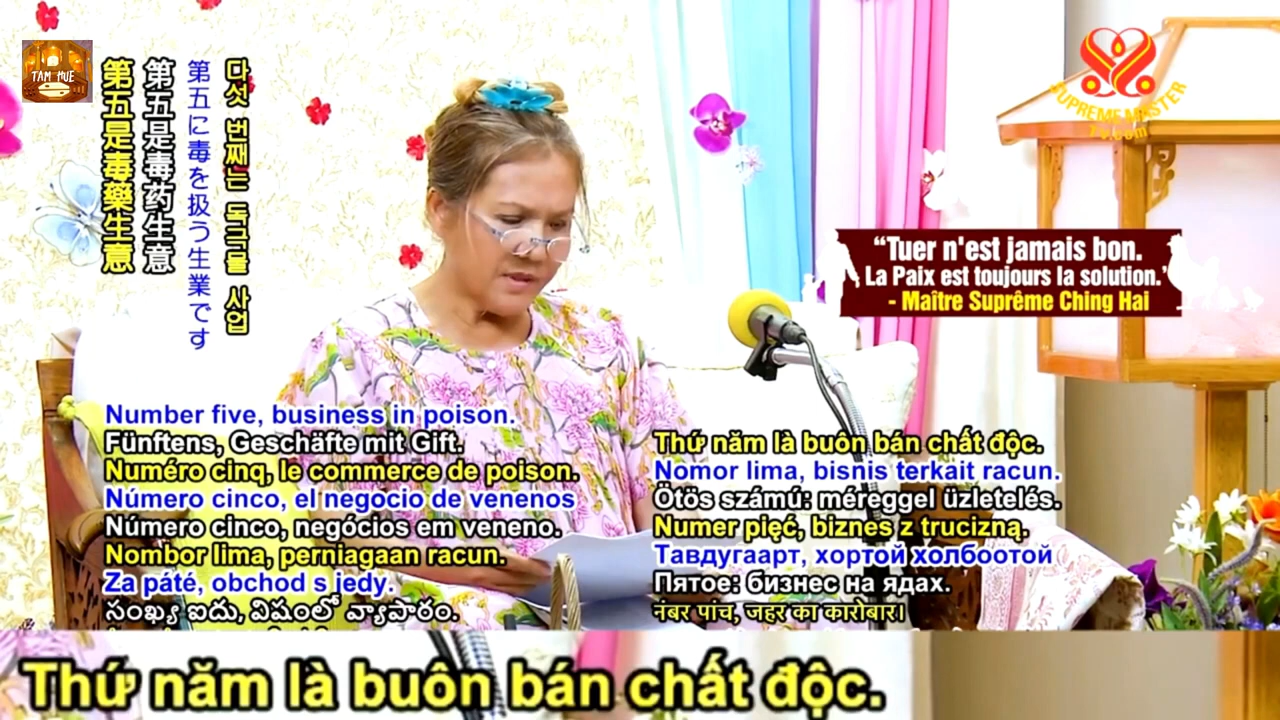 TAM HUE
第五是毒藥生意
第五是毒药生意
第五に毒を扱う生業です
다섯 번째는 독극물 사업
SUPREME MASTER
TV.com
“Tuer n'est jamais bon.
La Paix est toujours la solution.”
- Maître Suprême Ching Hai
Number five, business in poison.
Fünftens, Geschäfte mit Gift.
Numéro cinq, le commerce de poison.
Número cinco, el negocio de venenos
Número cinco, negócios em veneno.
Nombor lima, perniagaan racun.
Za páté, obchod s jedy.
సంఖ్య ఐదు, విషంలో వ్యాపారం.
Thứ năm là buôn bán chất độc.
Nomor lima, bisnis terkait racun.
Ötös számú: méreggel üzletelés.
Numer pięć, biznes z trucizną.
Тавдугаарт, хортой холбоотой
Пятое: бизнес на ядах.
नंबर पांच, जहर का कारोबार।
Thứ năm là buôn bán chất độc.